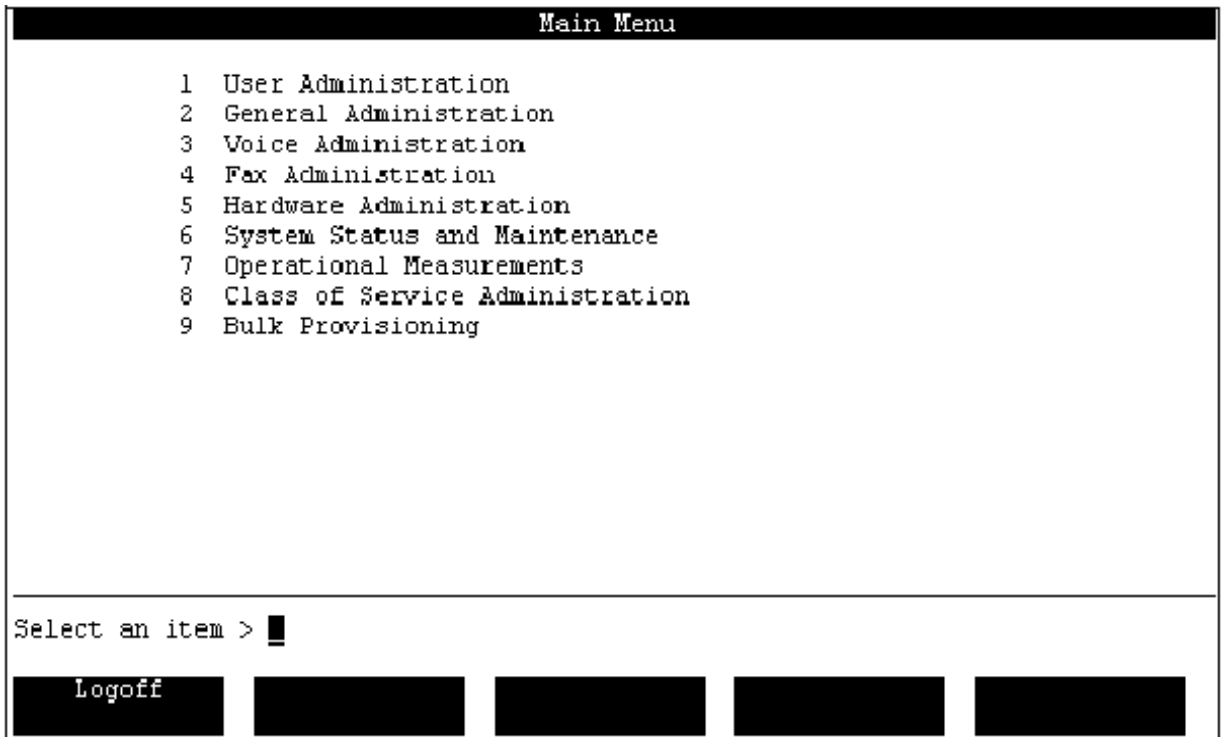 Main Menu
1 User Administration
2 General Administration
3 Voice Administration
4 Fax Administration
5 Hardware Administration
6 System Status and Maintenance
7 Operational Measurements
8 Class of Service Administration
9 Bulk Provisioning
Select an item >
Logoff